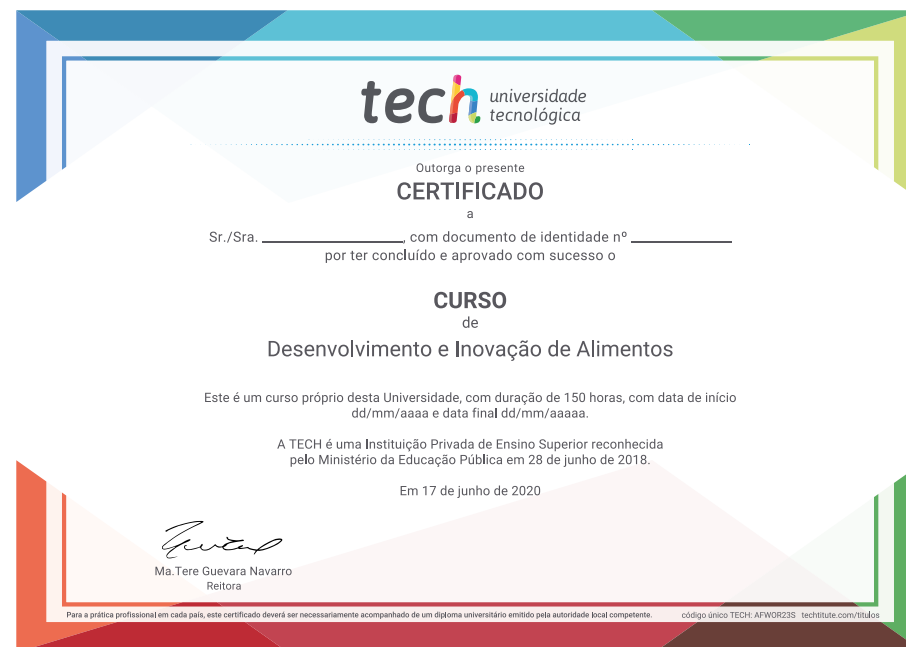 tech universidade
tecnológica
Outorga o presente
CERTIFICADO
a
Sr./Sra. ________________, com documento de identidade nº ____________
por ter concluído e aprovado com sucesso o
CURSO
de
Desenvolvimento e Inovação de Alimentos
Este é um curso próprio desta Universidade, com duração de 150 horas, com data de início
dd/mm/aaaa e data final dd/mm/aaaaa.
A TECH é uma Instituição Privada de Ensino Superior reconhecida
pelo Ministério da Educação Pública em 28 de junho de 2018.
Em 17 de junho de 2020
Ma.Tere Guevara Navarro
Reitora
Para a prática profissional em cada país, este certificado deverá ser necessariamente acompanhado de um diploma universitário emitido pela autoridade local competente. código único TECH: AFWOR23S techtitute.com/titulos